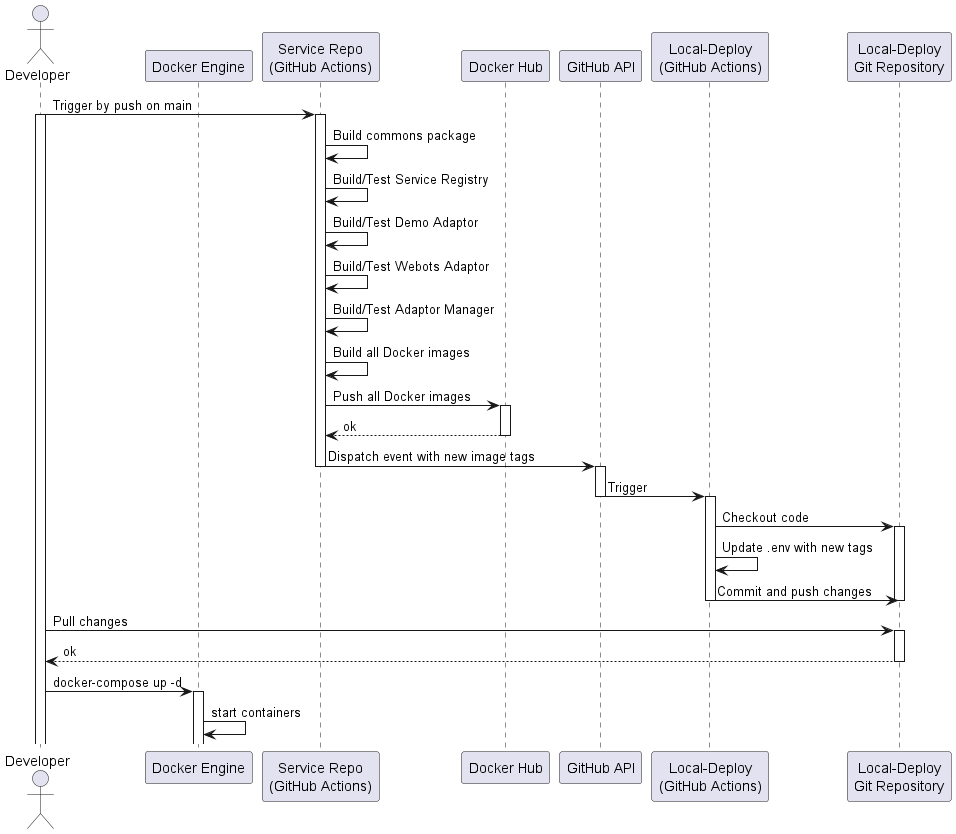 Developer
Docker Engine
Service Repo
(GitHub Actions)
Docker Hub
GitHub API
Local-Deploy
(GitHub Actions)
Local-Deploy
Git Repository
Trigger by push on main
Build commons package
Build/Test Service Registry
Build/Test Demo Adaptor
Build/Test Webots Adaptor
Build/Test Adaptor Manager
Build all Docker images
Push all Docker images
ok
Dispatch event with new image tags
Trigger
Checkout code
Update .env with new tags
Commit and push changes
Pull changes
ok
docker-compose up -d
start containers
Developer
Docker Engine
Service Repo
(GitHub Actions)
Docker Hub
GitHub API
Local-Deploy
(GitHub Actions)
Local-Deploy
Git Repository